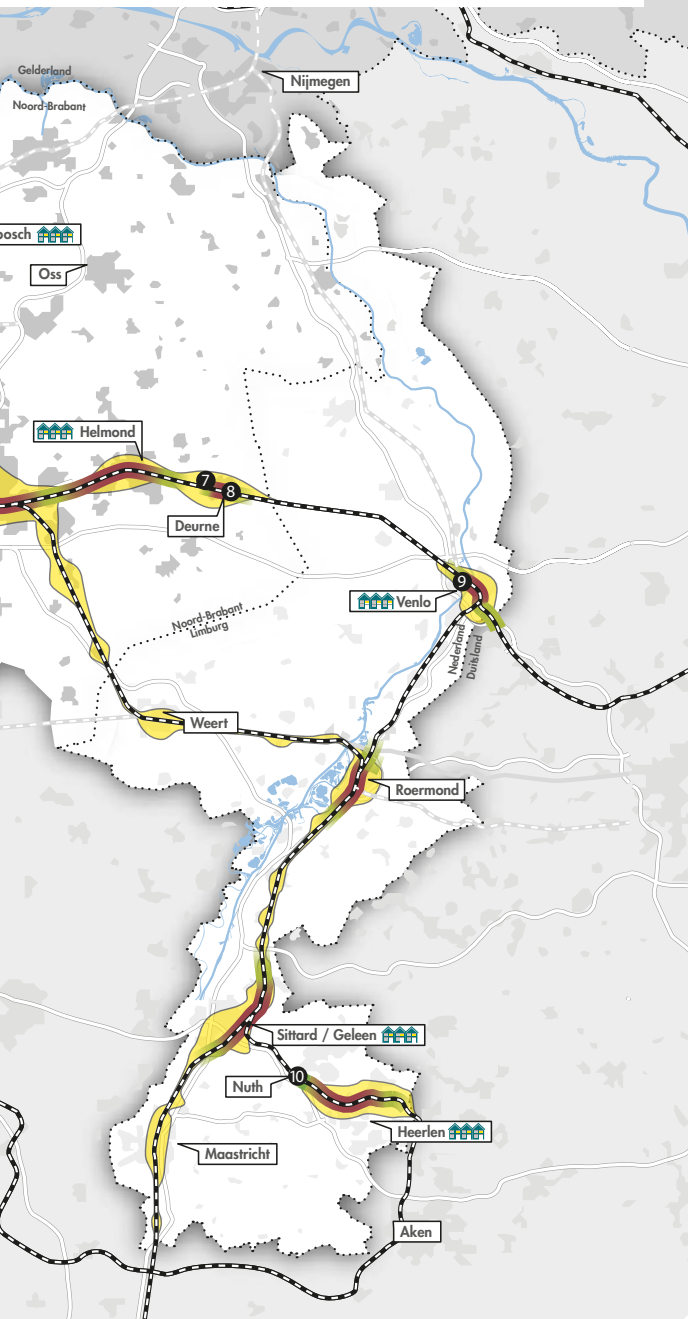 Gelderland
Nijmegen
Noord-Brabant
osch
Oss
Helmond
7
8
Deurne
9
Venlo
Noord-Brabant
Limburg
Nederland
Duitsland
Weert
Roermond
Sittard / Geleen
10
Nuth
Heerlen
Maastricht
Aken